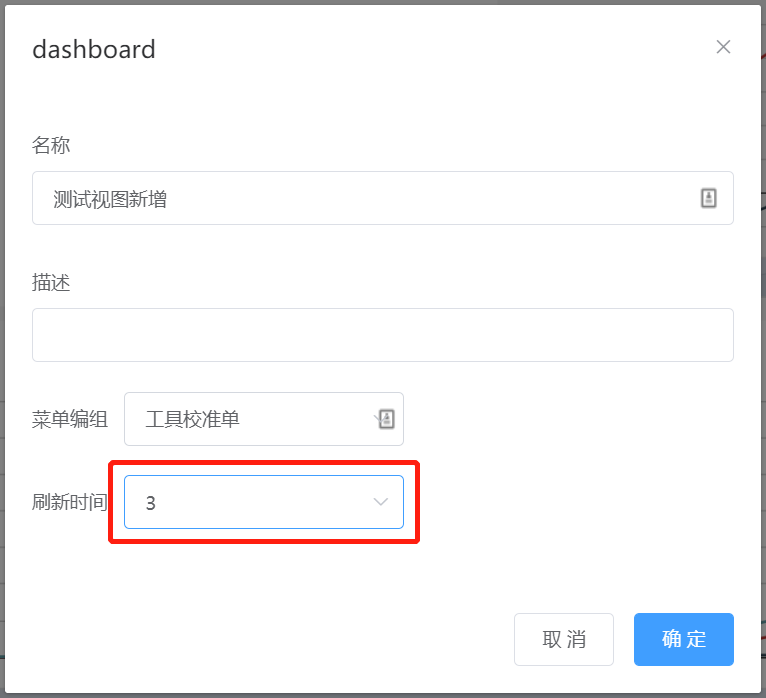 dashboard
名称
测试视图新增
描述
菜单编组 工具校准单
刷新时间 3
取 消 确 定